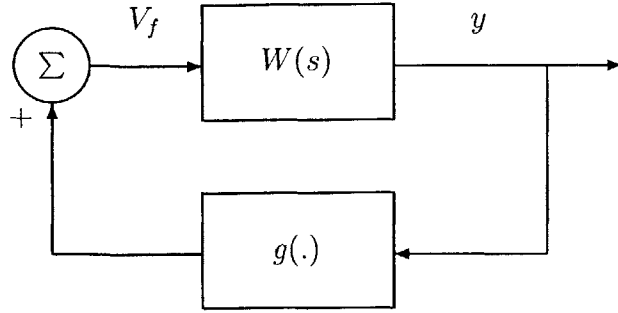 V_f
y
Σ
W(s)
+
g(.)